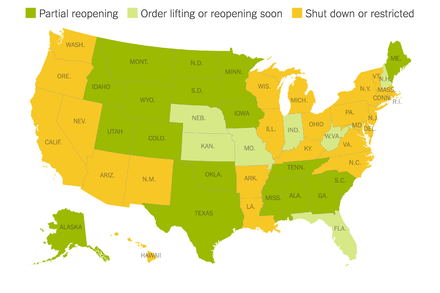 Partial reopening Order lifting or reopening soon Shut down or restricted
WASH.
ORE.
IDAHO
MONT.
N.D.
MINN.
WIS.
MICH.
N.Y.
VT.
N.H.
ME.
MASS.
CONN.
R.I.
WYO.
S.D.
IOWA
NEB.
NEV.
UTAH
COLO.
CALIF.
KAN.
MO.
ILL.
IND.
OHIO
PA.
N.J.
MD.
DEL.
W.VA.
VA.
KY.
N.C.
TENN.
S.C.
ARIZ.
N.M.
OKLA.
ARK.
TEXAS
LA.
MISS.
ALA.
GA.
FLA.
ALASKA
HAWAII